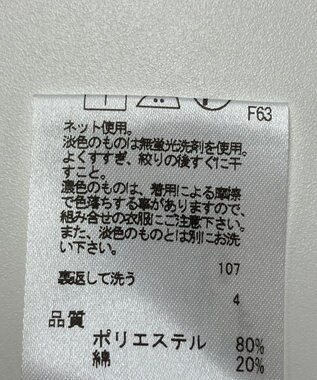 F63
ネット使用。
淡色のものは無蛍光洗剤を使用。
よくすすぎ、絞りの後すぐに干
すこと。
濃色のものは、着用による摩擦
で色落ちする事がありますので、
組み合せの衣服にご注意下さい。
また、淡色のものとは別にお洗
い下さい。
107
裏返して洗う
4
品質
ポリエステル 80%
綿 20%